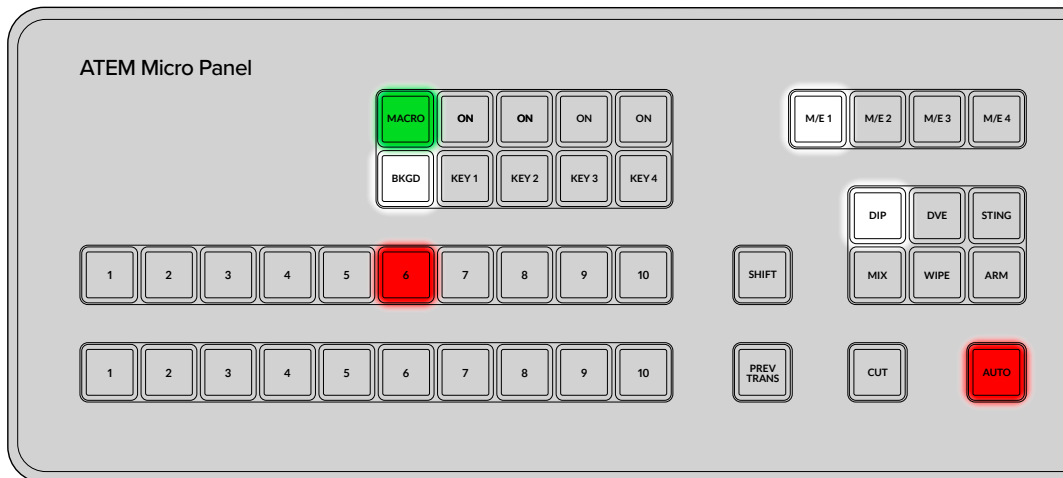 ATEM Micro Panel
MACRO ON ON ON ON
M/E 1 M/E 2 M/E 3 M/E 4
BKGD KEY 1 KEY 2 KEY 3 KEY 4
DIP DVE STING
1 2 3 4 5 6 7 8 9 10
SHIFT
MIX WIPE ARM
1 2 3 4 5 6 7 8 9 10
PREV
TRANS
CUT
AUTO